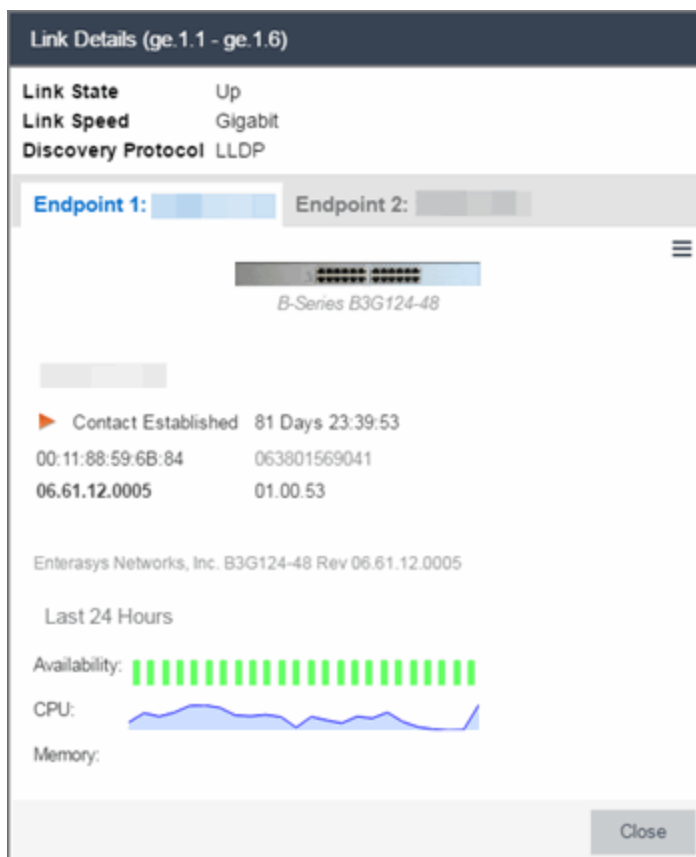 Link Details (ge.1.1 - ge.1.6)
Link State Up
Link Speed Gigabit
Discovery Protocol LLDP
Endpoint 1: Endpoint 2:
B-Series B3G124-48
Contact Established 81 Days 23:39:53
00:11:88:59:6B:84 063801569041
06.61.12.0005 01.00.53
Enterasys Networks, Inc. B3G124-48 Rev 06.61.12.0005
Last 24 Hours
Availability:
CPU:
Memory:
Close